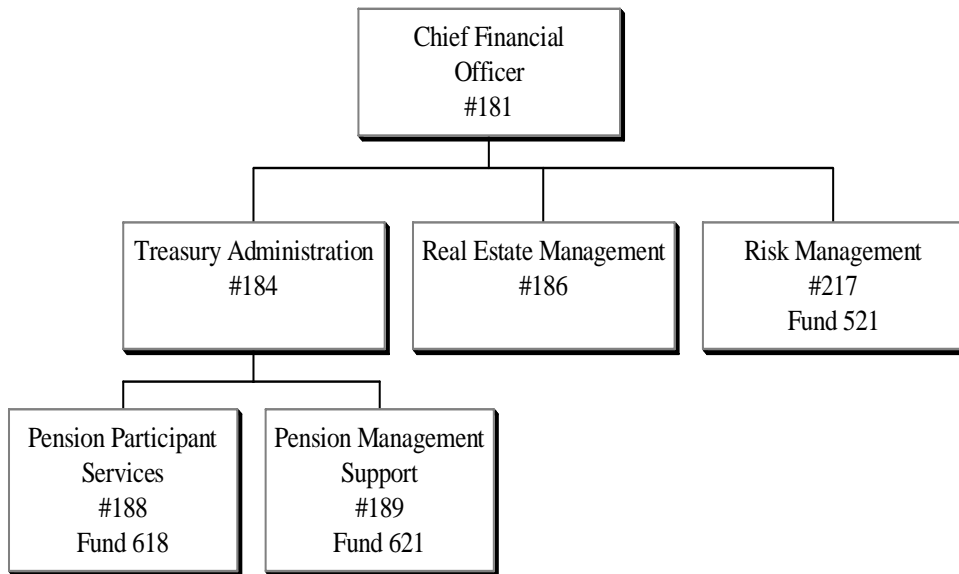 Chief Financial
Officer
#181
Treasury Administration
#184
Real Estate Management
#186
Risk Management
#217
Fund 521
Pension Participant
Services
#188
Fund 618
Pension Management
Support
#189
Fund 621